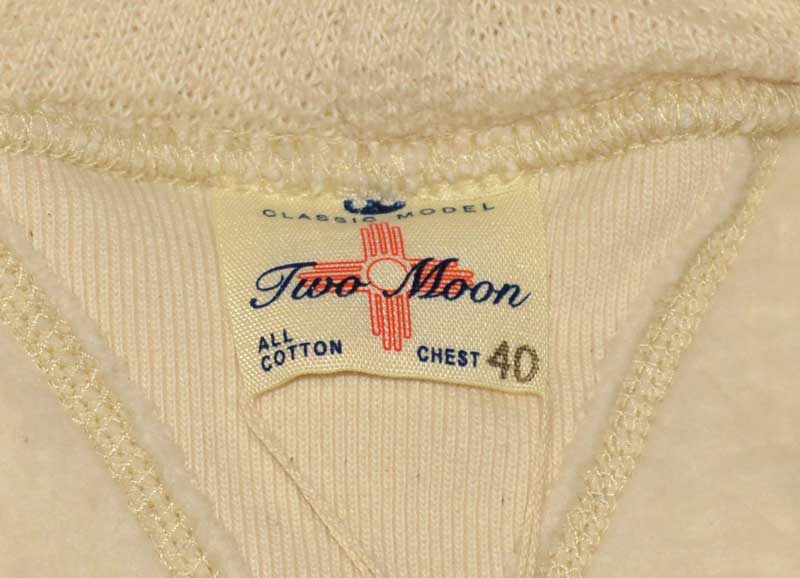 CLASSIC MODEL
Two Moon
ALL
COTTON
CHEST 40